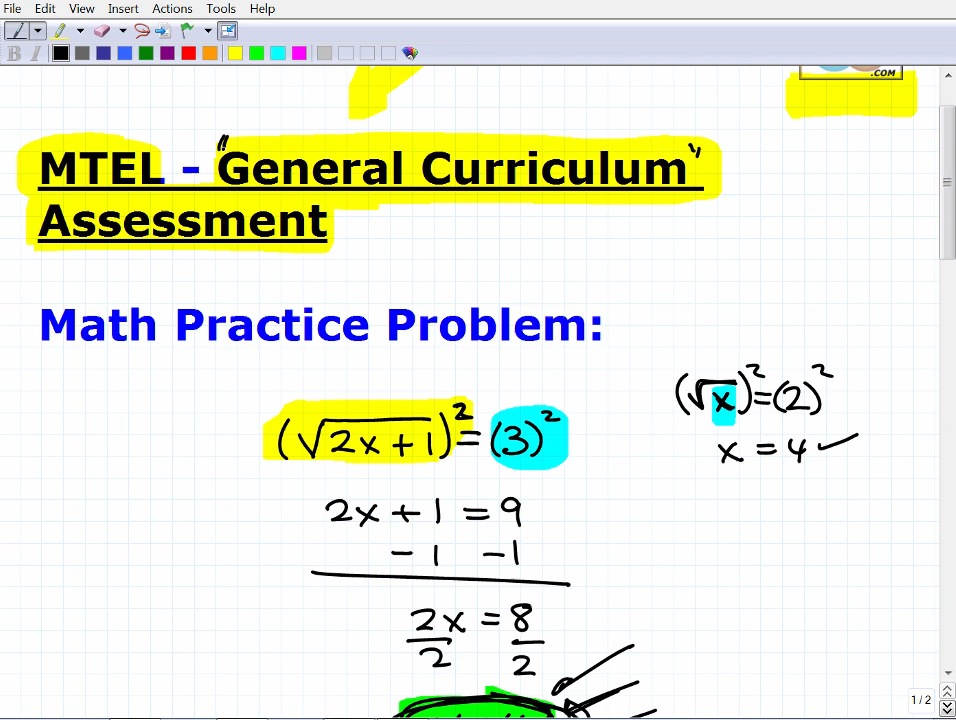 File Edit View Insert Actions Tools Help
B I
.COM
MTEL - "General Curriculum"
Assessment
Math Practice Problem:
(√x)² = (2)²
x = 4 ✓
(√2x + 1)² = (3)²
2x + 1 = 9
- 1 - 1
2x = 8
2 2
1 / 2